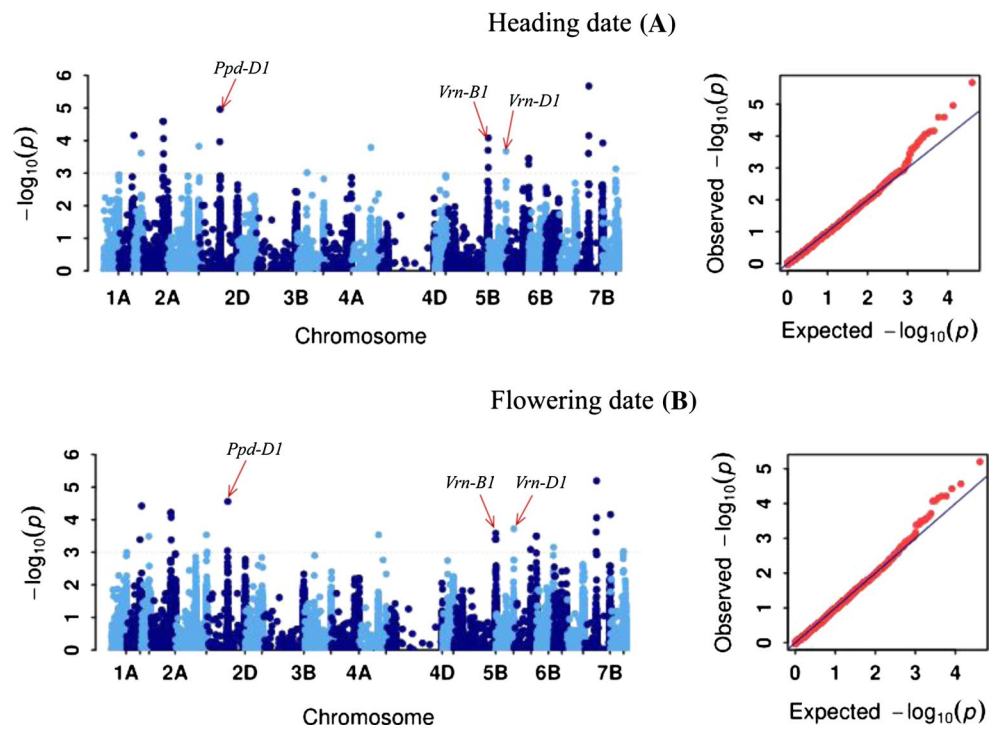 Heading date (A)
Ppd-D1
Vrn-B1
Vrn-D1
−log10(p)
6
5
4
3
2
1
0
1A 2A 2D 3B 4A 4D 5B 6B 7B
Chromosome
Observed −log10(p)
5
4
3
2
1
0
0 1 2 3 4
Expected −log10(p)
Flowering date (B)
Ppd-D1
Vrn-B1
Vrn-D1
−log10(p)
6
5
4
3
2
1
0
1A 2A 2D 3B 4A 4D 5B 6B 7B
Chromosome
Observed −log10(p)
5
4
3
2
1
0
0 1 2 3 4
Expected −log10(p)